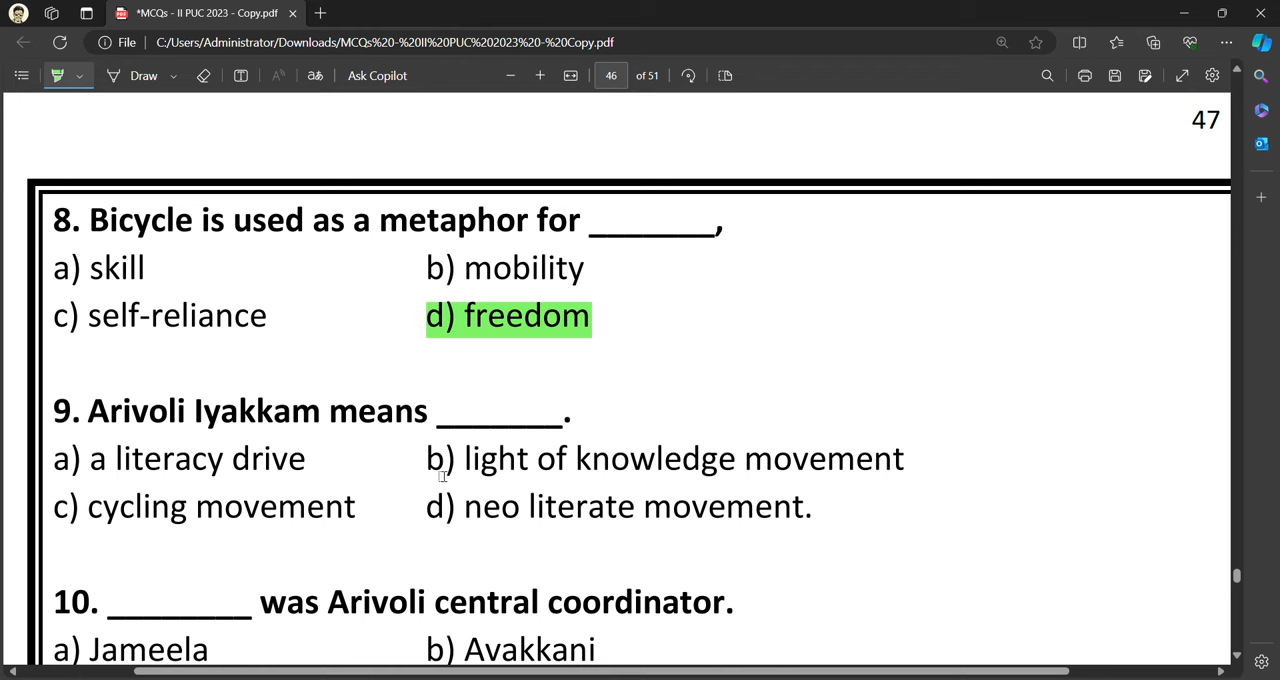 *MCQs - II PUC 2023 - Copy.pdf
File C:/Users/Administrator/Downloads/MCQs%20-%20II%20PUC%202023%20-%20Copy.pdf
Draw Ask Copilot 46 of 51
47
8. Bicycle is used as a metaphor for _______,
a) skill b) mobility
c) self-reliance d) freedom
9. Arivoli Iyakkam means _______.
a) a literacy drive b) light of knowledge movement
c) cycling movement d) neo literate movement.
10. ________ was Arivoli central coordinator.
a) Jameela b) Avakkani